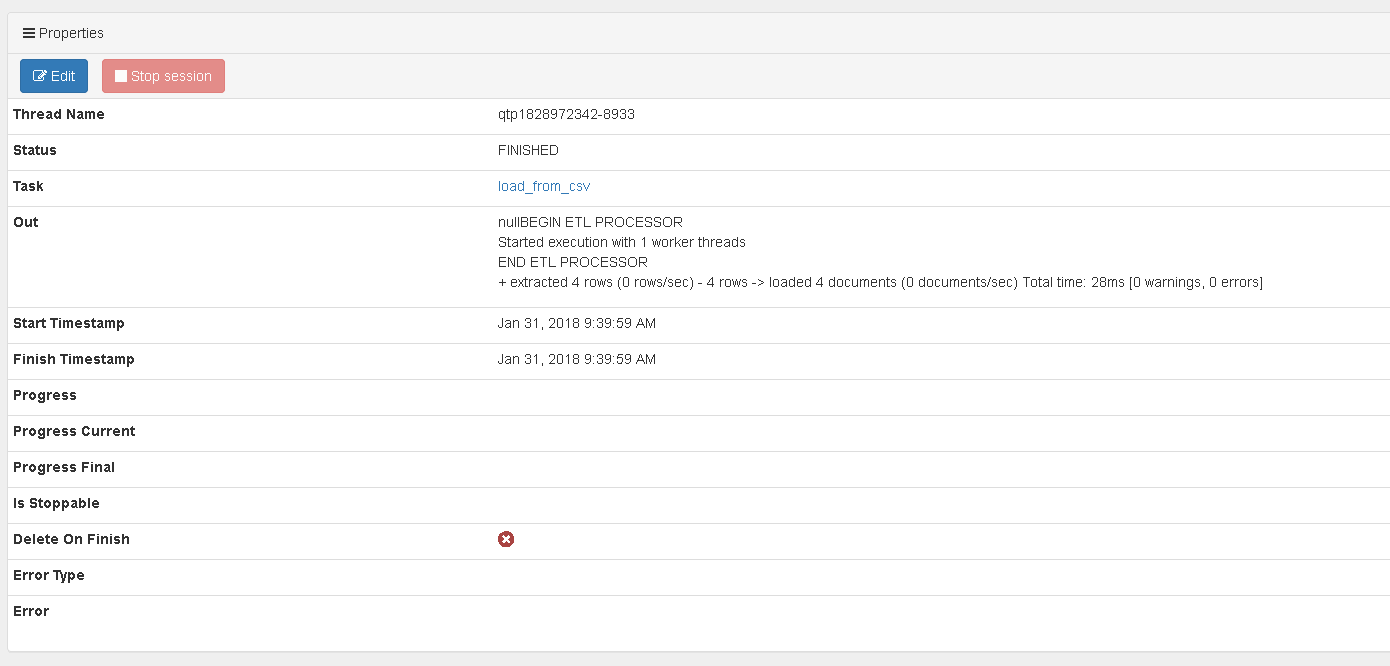 Properties
Edit Stop session
Thread Name qtp1828972342-8933
Status FINISHED
Task load_from_csv
Out nullBEGIN ETL PROCESSOR
Started execution with 1 worker threads
END ETL PROCESSOR
+ extracted 4 rows (0 rows/sec) - 4 rows -> loaded 4 documents (0 documents/sec) Total time: 28ms [0 warnings, 0 errors]
Start Timestamp Jan 31, 2018 9:39:59 AM
Finish Timestamp Jan 31, 2018 9:39:59 AM
Progress
Progress Current
Progress Final
Is Stoppable
Delete On Finish
Error Type
Error